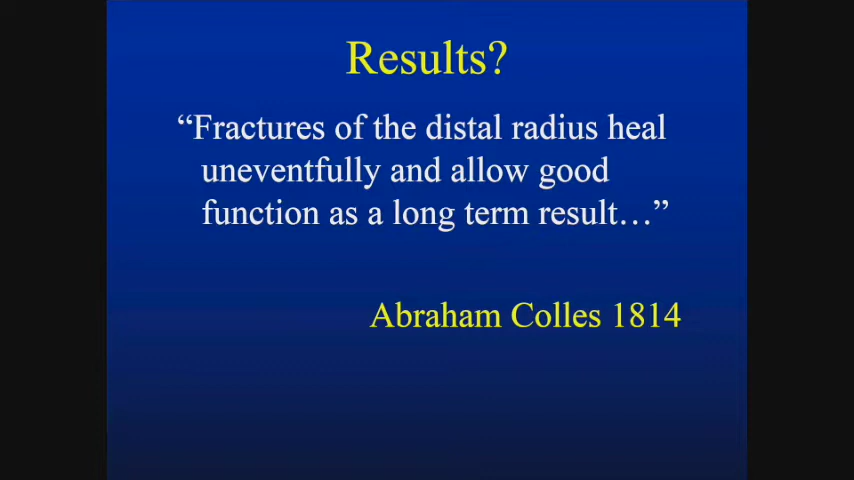 Results?
“Fractures of the distal radius heal
uneventfully and allow good
function as a long term result…”
Abraham Colles 1814